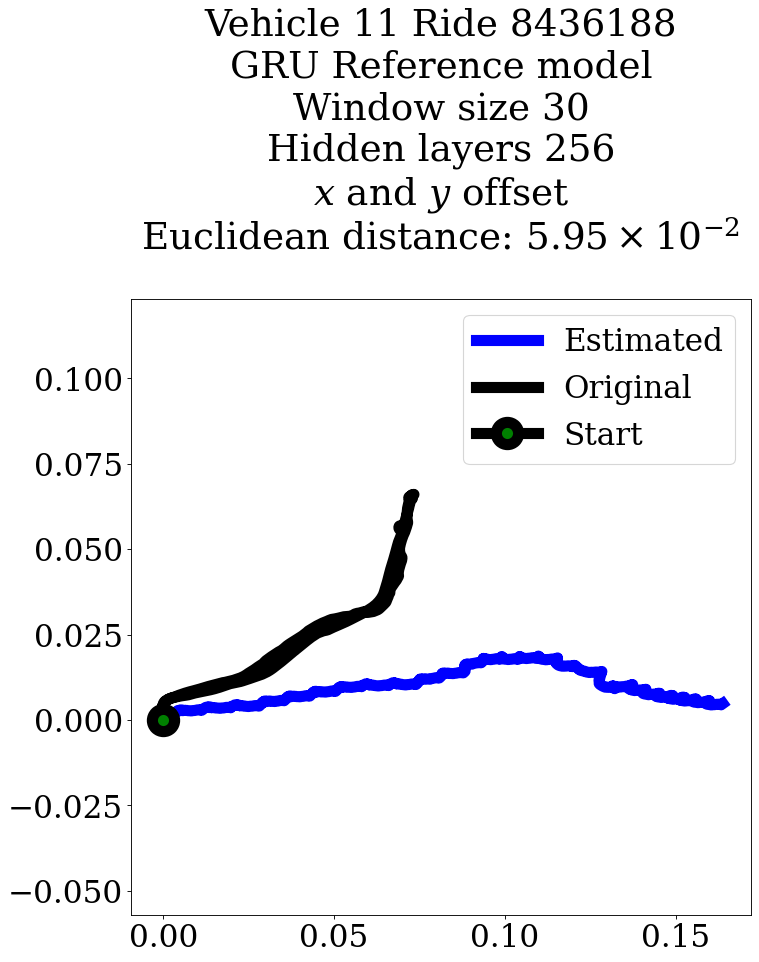 Vehicle 11 Ride 8436188
GRU Reference model
Window size 30
Hidden layers 256
x and y offset
Euclidean distance: 5.95 × 10⁻²
Estimated
Original
Start
0.100
0.075
0.050
0.025
0.000
−0.025
−0.050
0.00 0.05 0.10 0.15